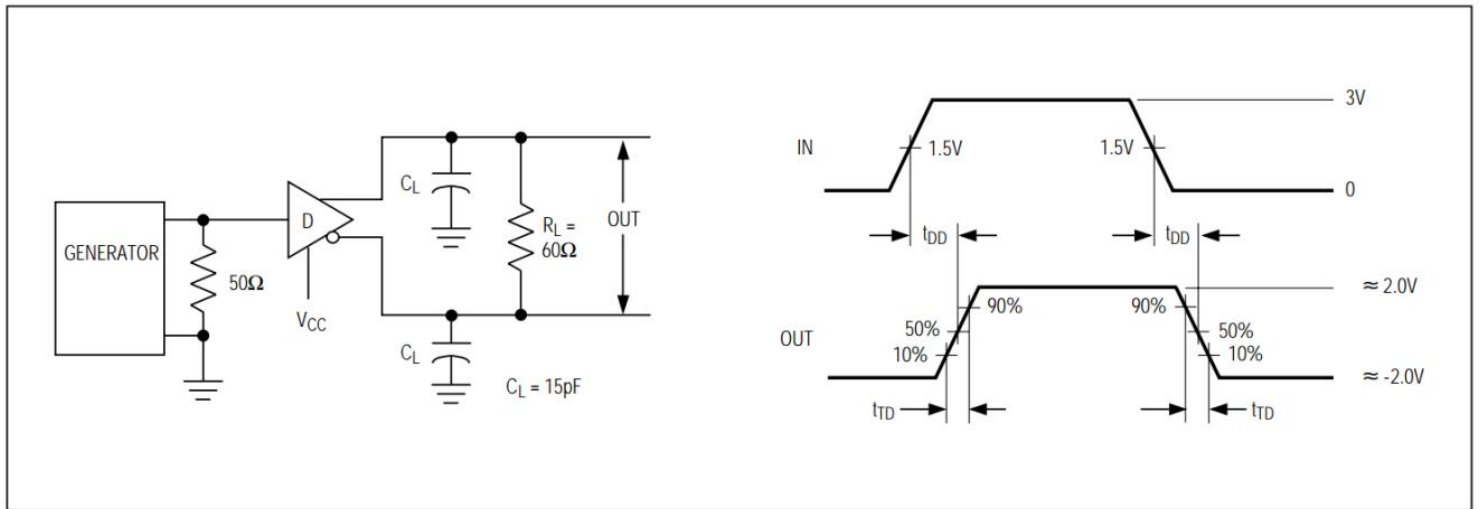 GENERATOR
50Ω
D
VCC
CL
CL
RL =
60Ω
OUT
CL = 15pF
IN
1.5V
1.5V
3V
0
tDD
tDD
OUT
90%
50%
10%
90%
50%
10%
≈ 2.0V
≈ -2.0V
tTD
tTD